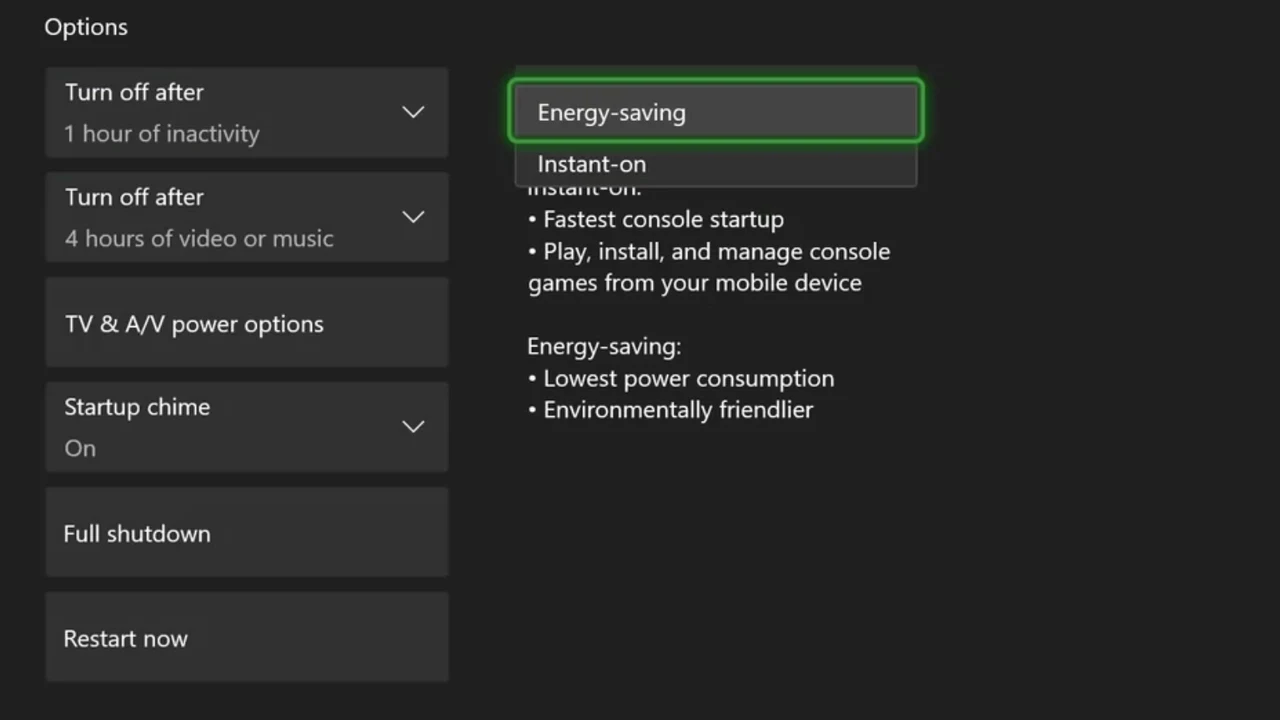 Options
Turn off after
1 hour of inactivity
Turn off after
4 hours of video or music
TV & A/V power options
Startup chime
On
Full shutdown
Restart now
Energy-saving
Instant-on
Instant-on:
• Fastest console startup
• Play, install, and manage console
games from your mobile device
Energy-saving:
• Lowest power consumption
• Environmentally friendlier